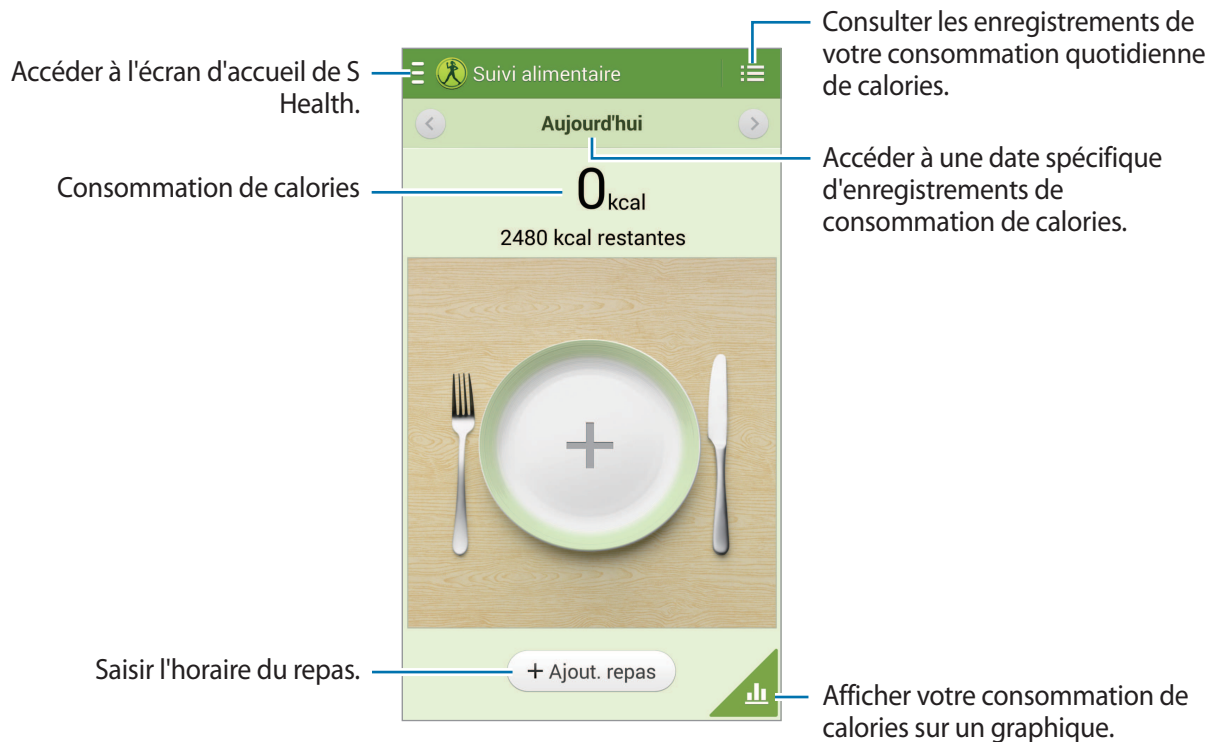 Consulter les enregistrements de
votre consommation quotidienne
de calories.
Accéder à l'écran d'accueil de S
Health.
Suivi alimentaire
Aujourd'hui
Accéder à une date spécifique
d'enregistrements de
consommation de calories.
Consommation de calories
0 kcal
2480 kcal restantes
Saisir l'horaire du repas.
+ Ajout. repas
Afficher votre consommation de
calories sur un graphique.